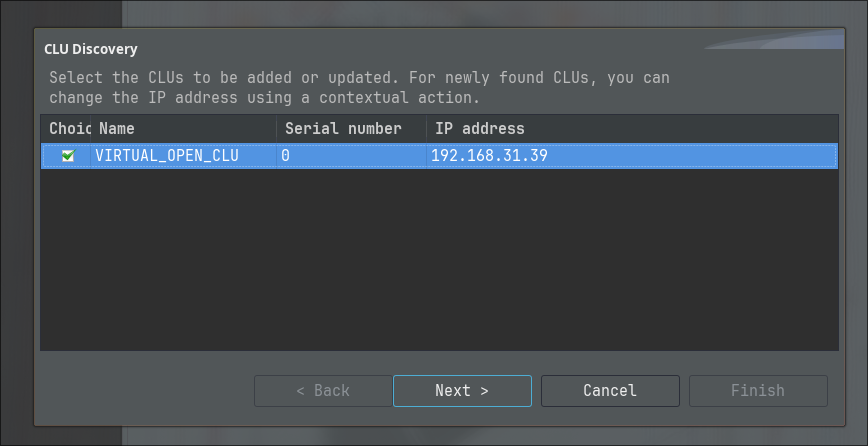 CLU Discovery
Select the CLUs to be added or updated. For newly found CLUs, you can
change the IP address using a contextual action.
Choic Name Serial number IP address
VIRTUAL_OPEN_CLU 0 192.168.31.39
< Back Next > Cancel Finish